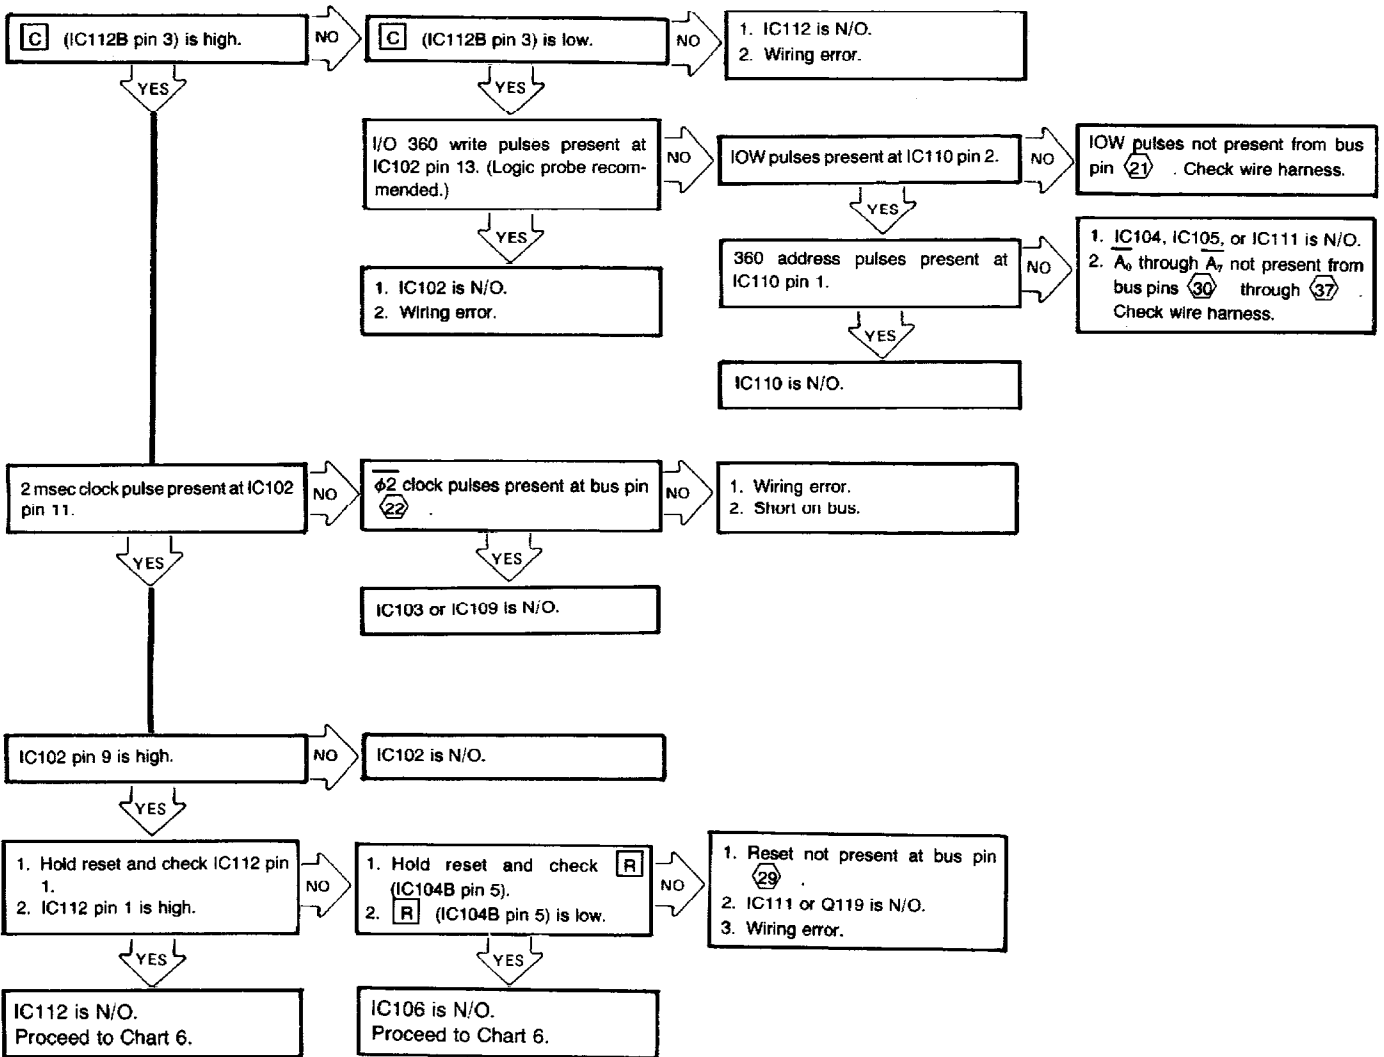 C (IC112B pin 3) is high.
NO
C (IC112B pin 3) is low.
NO
1. IC112 is N/O.
2. Wiring error.
YES
YES
I/O 360 write pulses present at
IC102 pin 13. (Logic probe recom-
mended.)
NO
IOW pulses present at IC110 pin 2.
NO
IOW pulses not present from bus
pin 21 . Check wire harness.
YES
YES
1. IC102 is N/O.
2. Wiring error.
360 address pulses present at
IC110 pin 1.
NO
1. IC104, IC105, or IC111 is N/O.
2. A̅₀ through A̅₇ not present from
bus pins 30 through 37 .
Check wire harness.
YES
IC110 is N/O.
2 msec clock pulse present at IC102
pin 11.
NO
ϕ̅2̅ clock pulses present at bus pin
22 .
NO
1. Wiring error.
2. Short on bus.
YES
YES
IC103 or IC109 is N/O.
IC102 pin 9 is high.
NO
IC102 is N/O.
YES
1. Hold reset and check IC112 pin
1.
2. IC112 pin 1 is high.
NO
1. Hold reset and check R
(IC104B pin 5).
2. R (IC104B pin 5) is low.
NO
1. Reset not present at bus pin
29 .
2. IC111 or Q119 is N/O.
3. Wiring error.
YES
YES
IC112 is N/O.
Proceed to Chart 6.
IC106 is N/O.
Proceed to Chart 6.